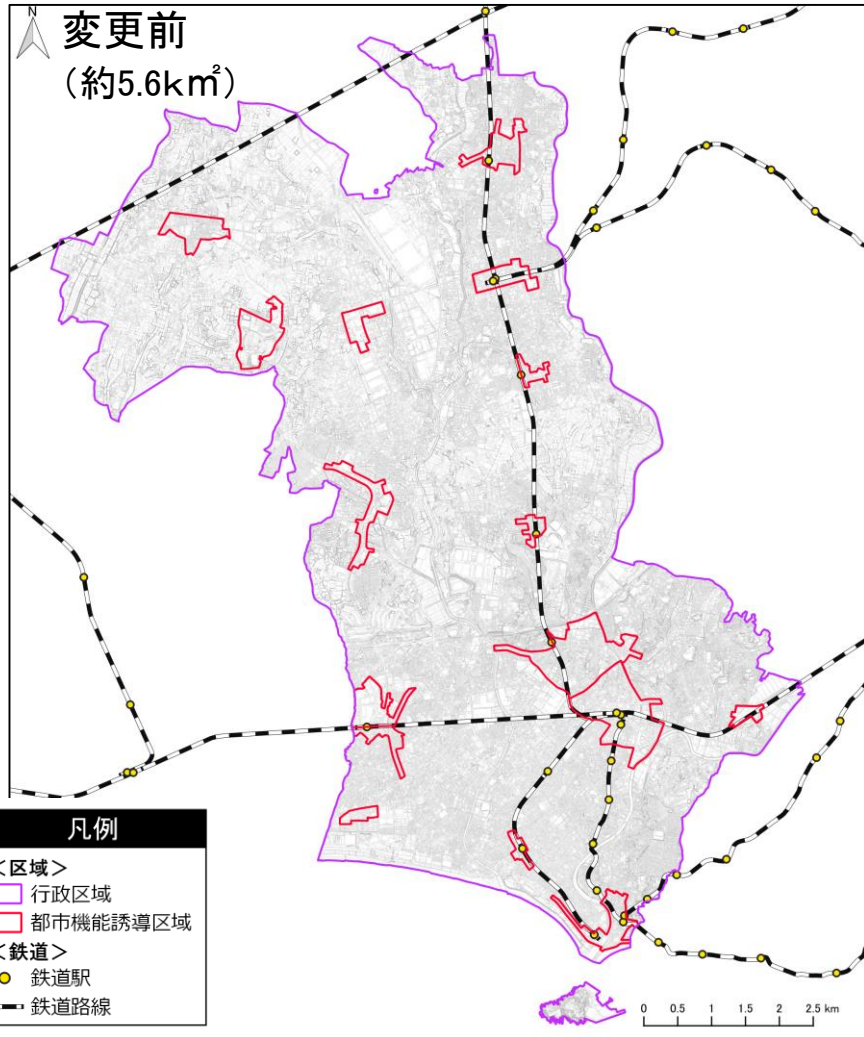 N
変更前
（約5.6km²）
凡例
＜区域＞
行政区域
都市機能誘導区域
＜鉄道＞
鉄道駅
鉄道路線
0 0.5 1 1.5 2 2.5 km